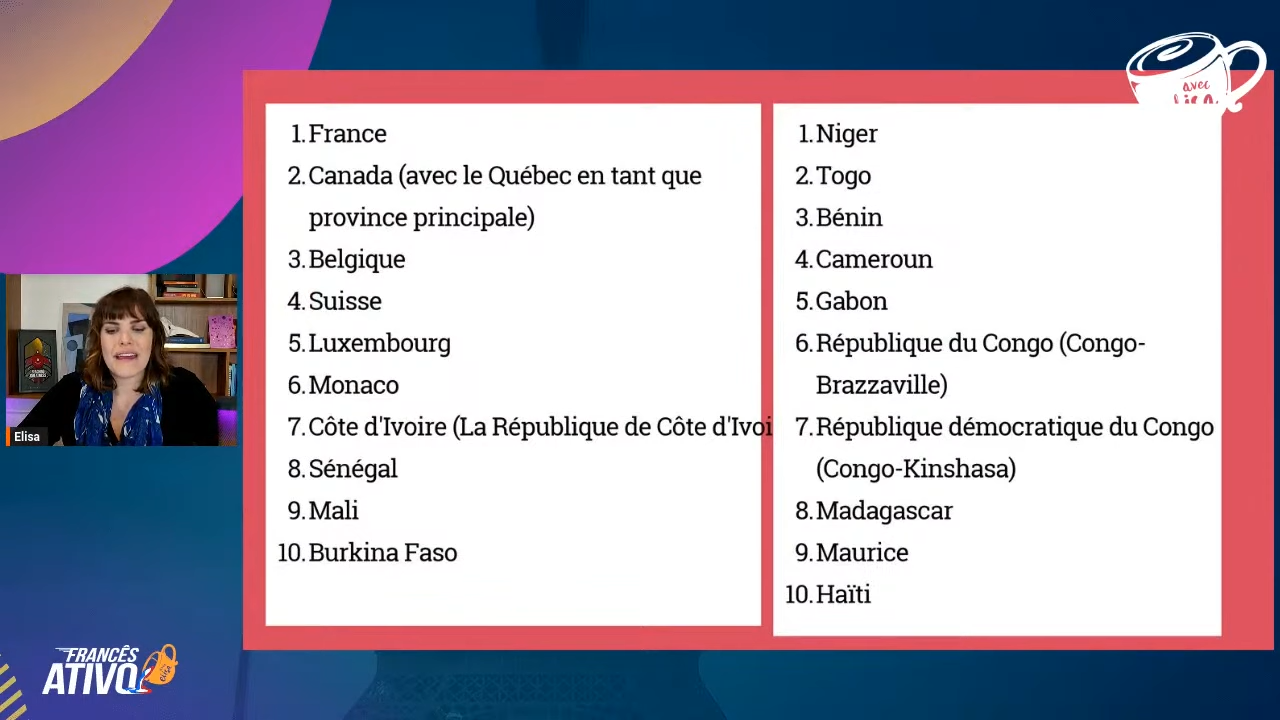 avec
1. France
2. Canada (avec le Québec en tant que
province principale)
3. Belgique
4. Suisse
5. Luxembourg
6. Monaco
7. Côte d'Ivoire (La République de Côte d'Ivoi
8. Sénégal
9. Mali
10. Burkina Faso
1. Niger
2. Togo
3. Bénin
4. Cameroun
5. Gabon
6. République du Congo (Congo-
Brazzaville)
7. République démocratique du Congo
(Congo-Kinshasa)
8. Madagascar
9. Maurice
10. Haïti
Elisa
FRANCÊS
ATIVO